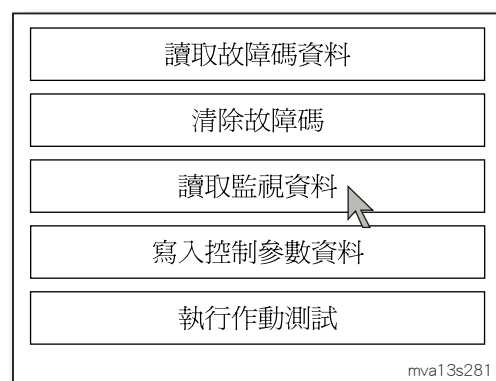 讀取故障碼資料
清除故障碼
讀取監視資料
寫入控制參數資料
執行作動測試
mva13s281